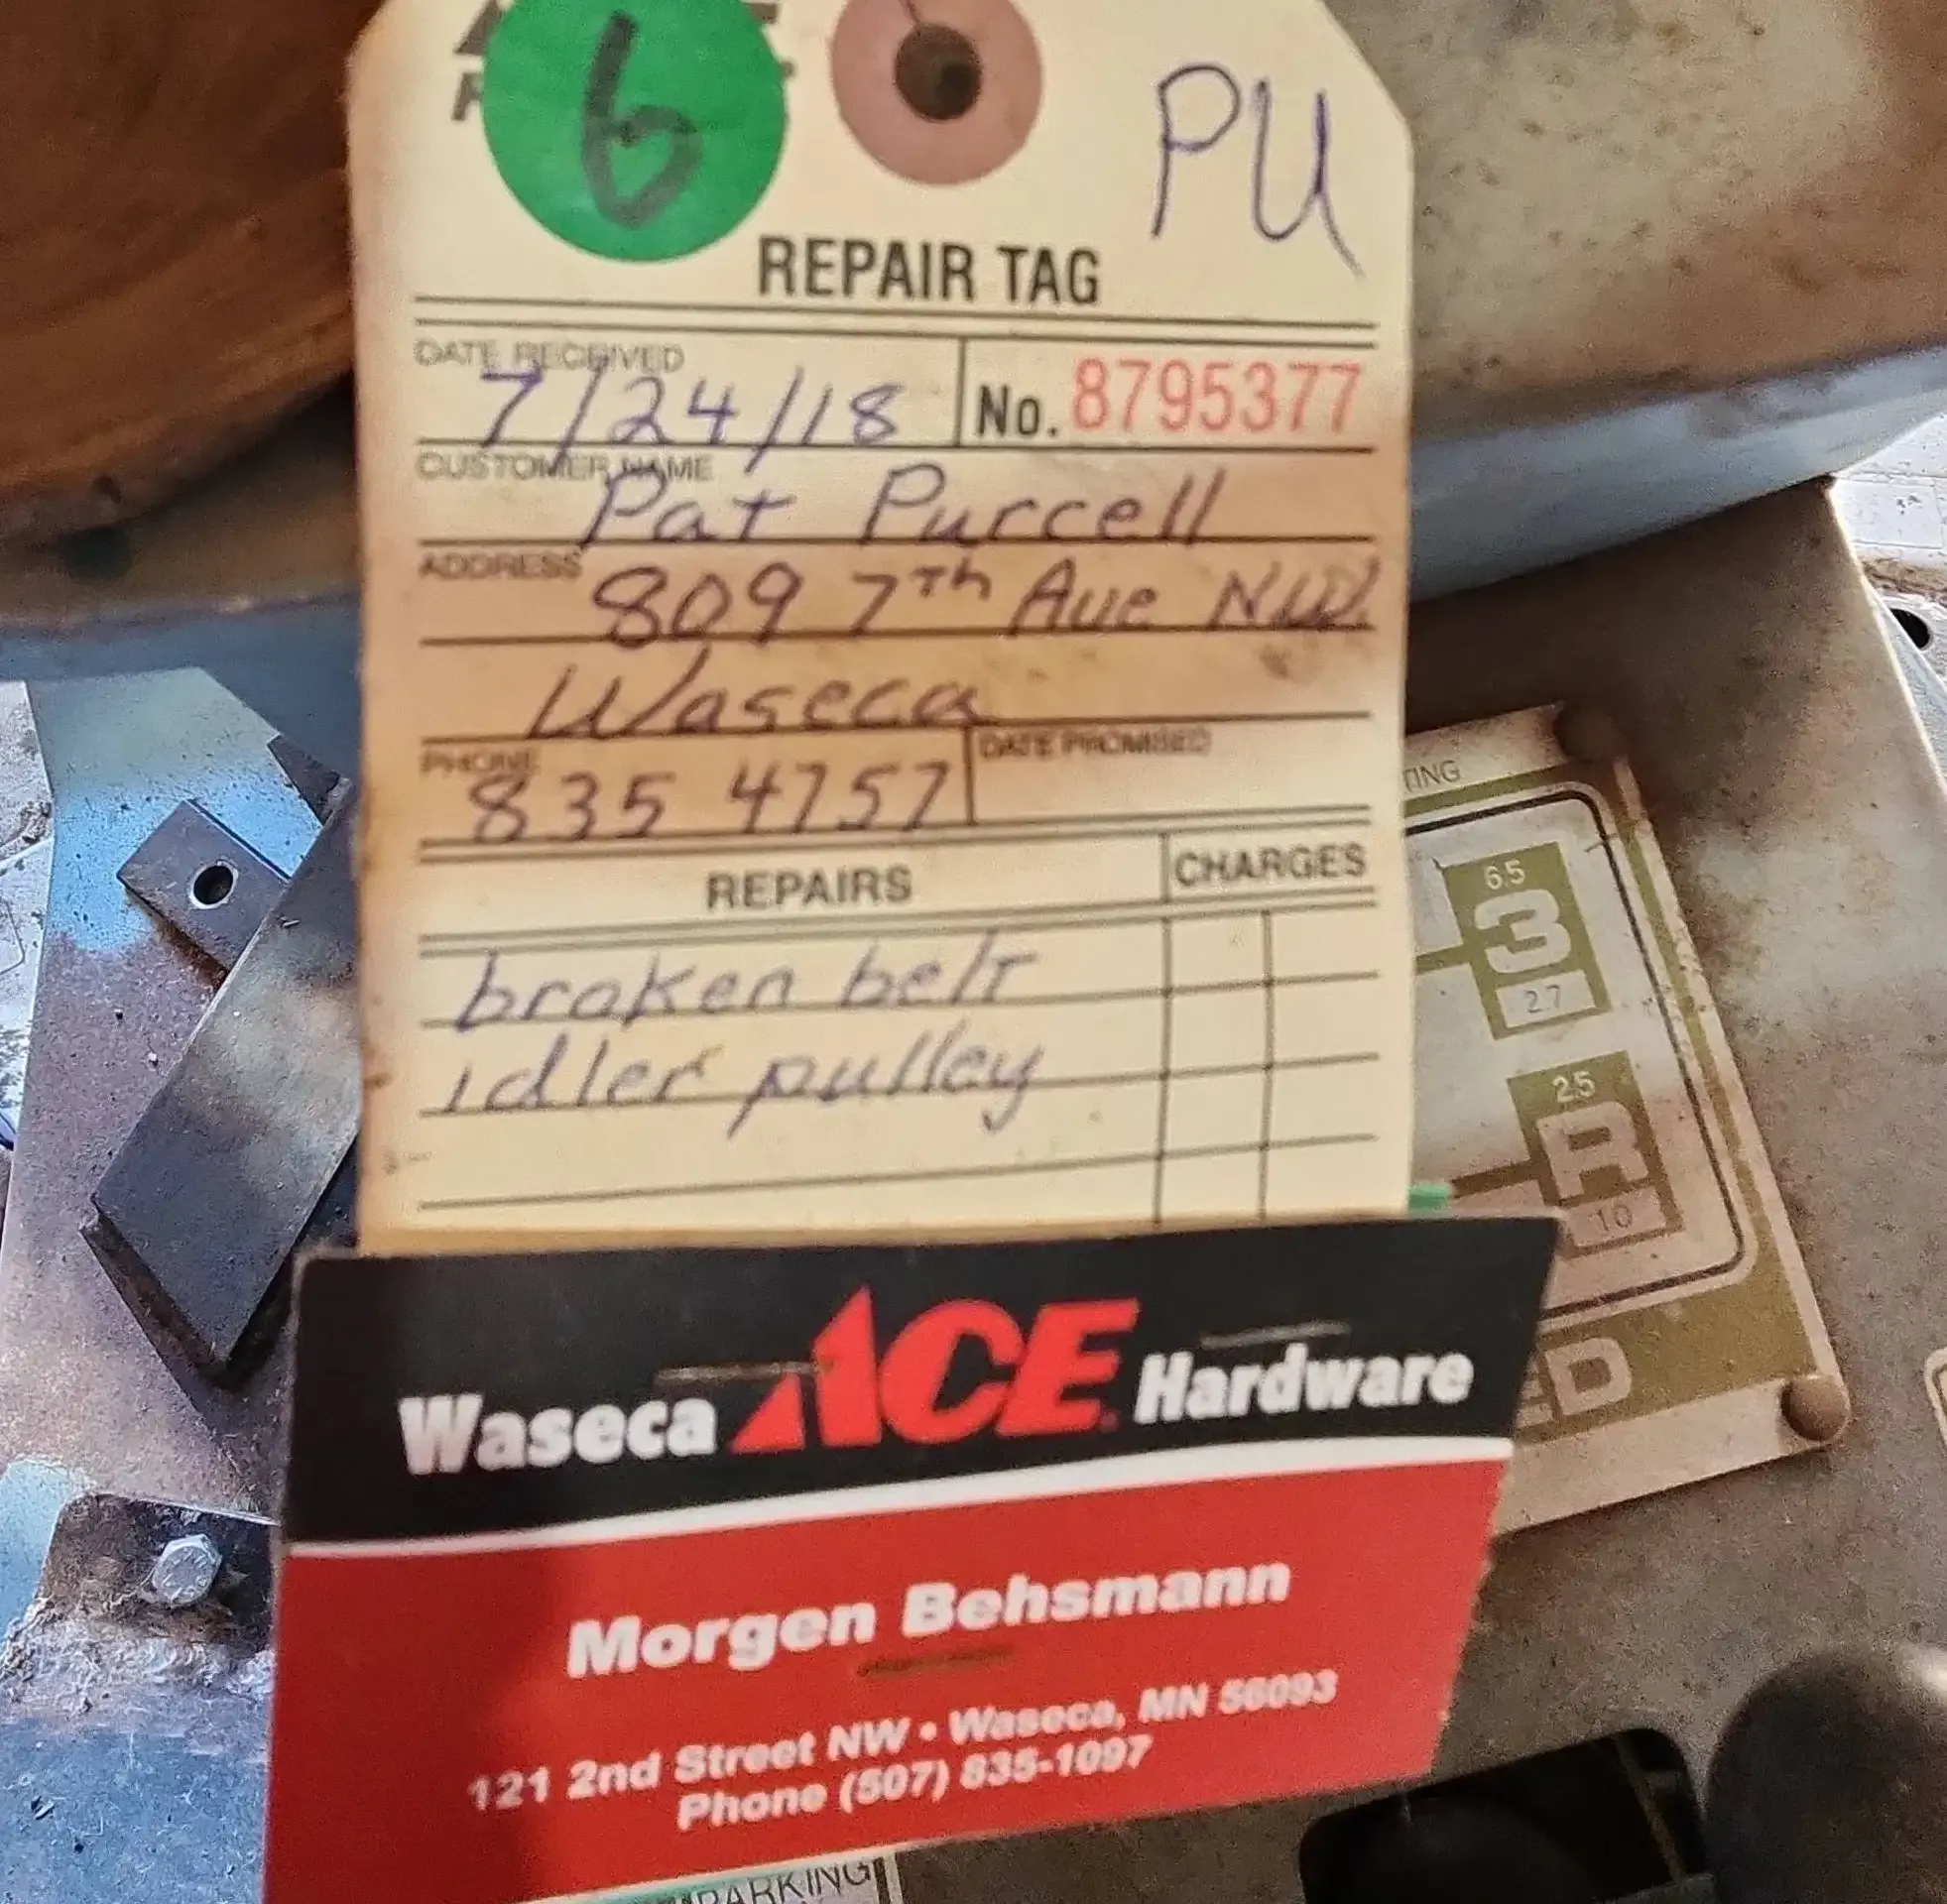 6
PU
REPAIR TAG
DATE RECEIVED
7/24/18
No. 8795377
CUSTOMER NAME
Pat Purcell
ADDRESS
809 7th Ave NW.
Waseca
PHONE
835 4757
DATE PROMISED
REPAIRS
CHARGES
broken belt
idler pulley
Waseca ACE Hardware
Morgen Behsmann
121 2nd Street NW • Waseca, MN 56093
Phone (507) 835-1097
6.5
3
2.7
2.5
R
10
PARKING